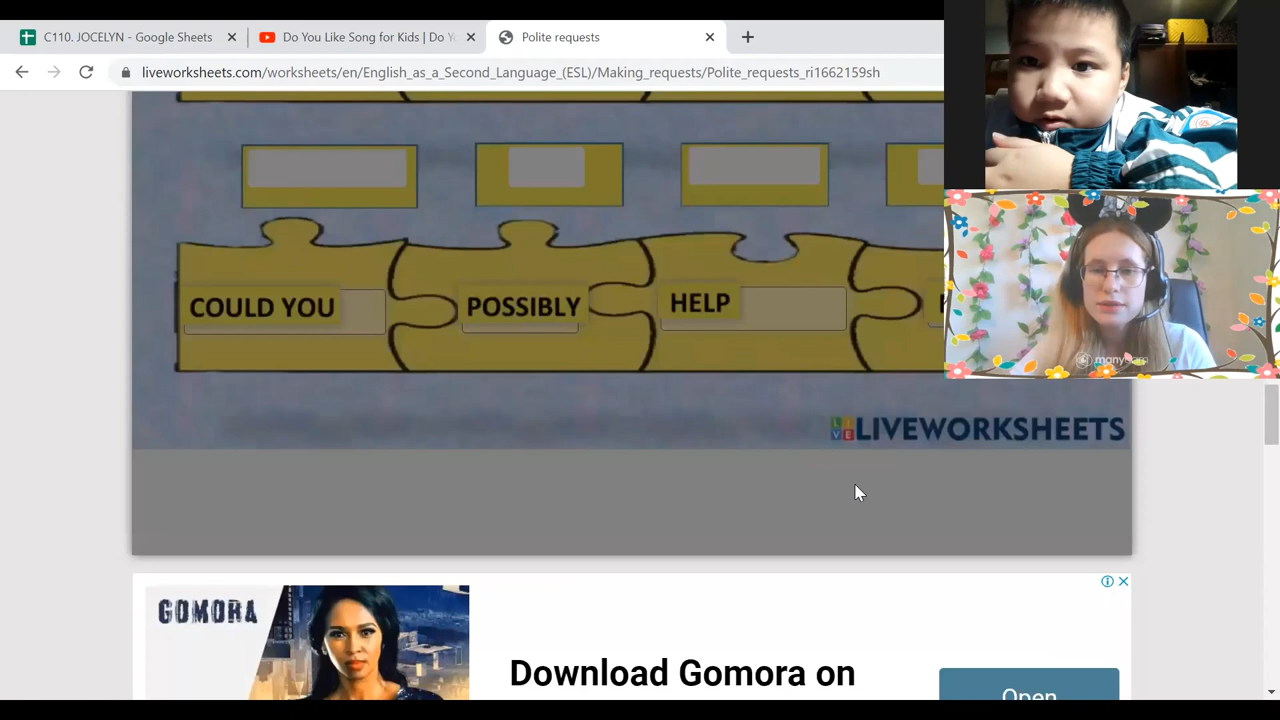 C110. JOCELYN - Google Sheets
Do You Like Song for Kids | Do Y
Polite requests
liveworksheets.com/worksheets/en/English_as_a_Second_Language_(ESL)/Making_requests/Polite_requests_ri1662159sh
COULD YOU POSSIBLY HELP
manycam
LIVEWORKSHEETS
GOMORA
Download Gomora on
Open